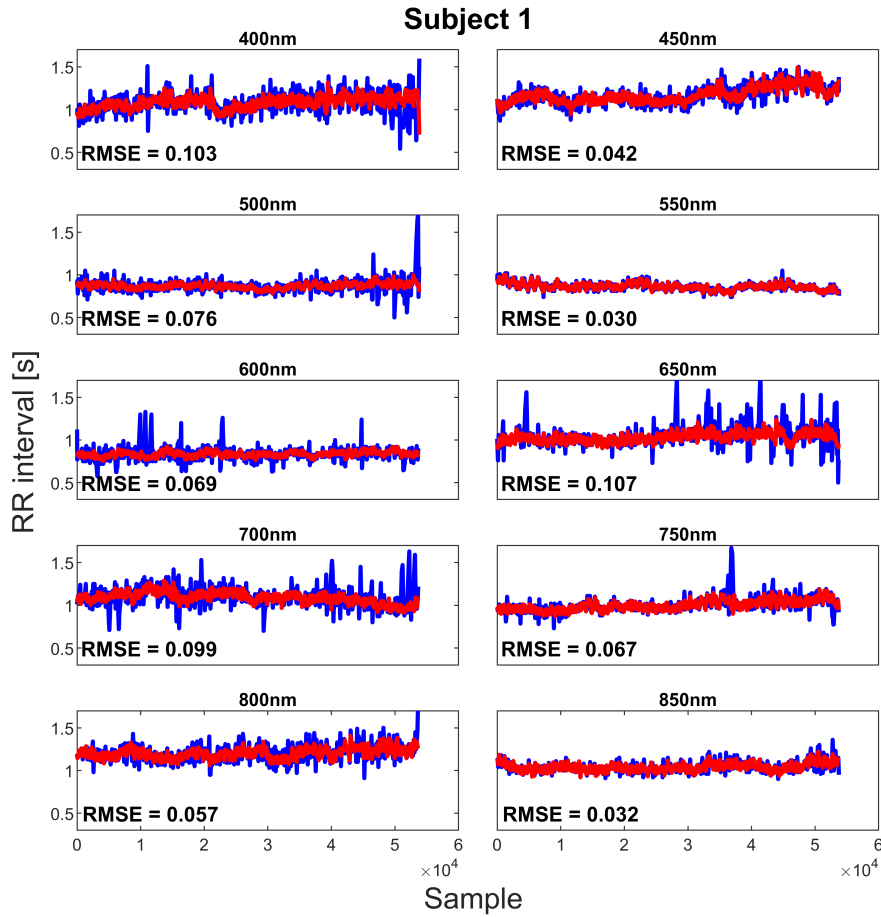 Subject 1
400nm
450nm
1.5
1
0.5
RMSE = 0.103
RMSE = 0.042
500nm
550nm
1.5
1
0.5
RMSE = 0.076
RMSE = 0.030
600nm
650nm
1.5
1
0.5
RMSE = 0.069
RMSE = 0.107
RR interval [s]
700nm
750nm
1.5
1
0.5
RMSE = 0.099
RMSE = 0.067
800nm
850nm
1.5
1
0.5
RMSE = 0.057
RMSE = 0.032
0 1 2 3 4 5 6
0 1 2 3 4 5 6
×10⁴
×10⁴
Sample